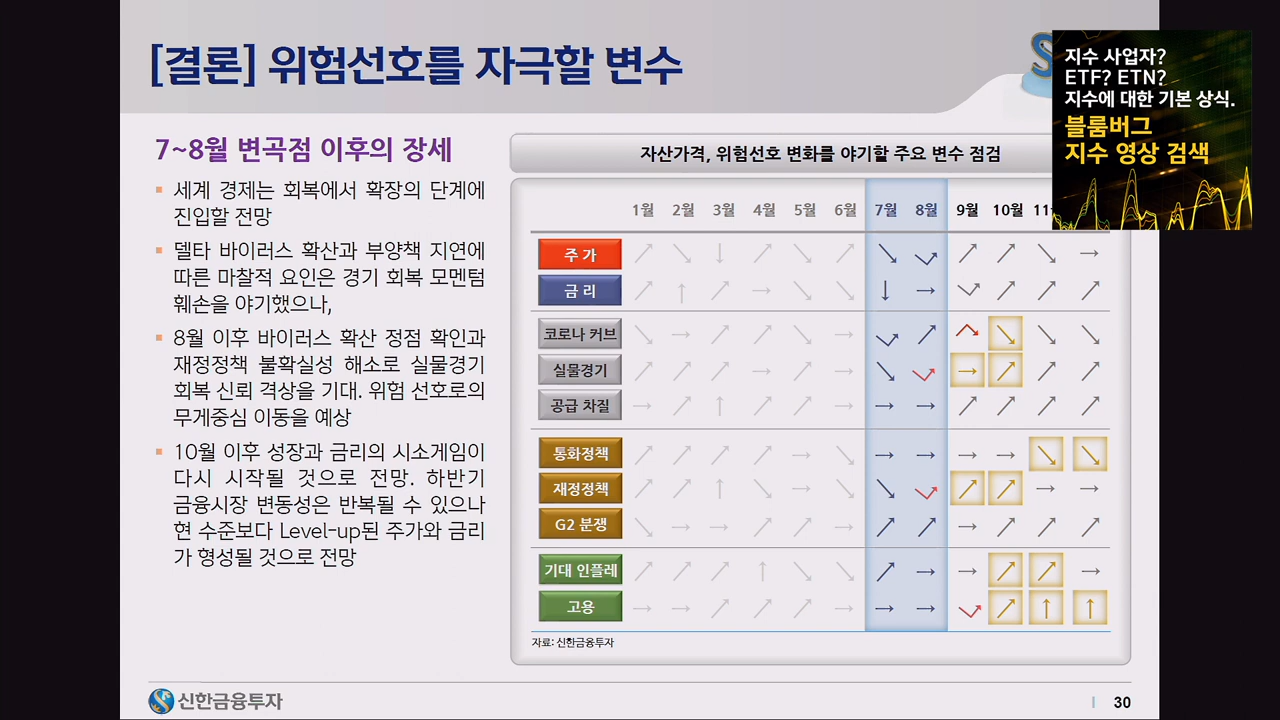 [결론] 위험선호를 자극할 변수
지수 사업자?
ETF? ETN?
지수에 대한 기본 상식.
블룸버그
지수 영상 검색
7~8월 변곡점 이후의 장세
세계 경제는 회복에서 확장의 단계에
진입할 전망
델타 바이러스 확산과 부양책 지연에
따른 마찰적 요인은 경기 회복 모멘텀
훼손을 야기했으나,
8월 이후 바이러스 확산 정점 확인과
재정정책 불확실성 해소로 실물경기
회복 신뢰 격상을 기대. 위험 선호로의
무게중심 이동을 예상
10월 이후 성장과 금리의 시소게임이
다시 시작될 것으로 전망. 하반기
금융시장 변동성은 반복될 수 있으나
현 수준보다 Level-up된 주가와 금리
가 형성될 것으로 전망
자산가격, 위험선호 변화를 야기할 주요 변수 점검
1월 2월 3월 4월 5월 6월 7월 8월 9월 10월
주 가 ↗ ↘ ↓ ↗ ↘ ↗ ↘ ↗ ↗ ↘ →
금 리 ↗ ↑ ↗ → ↘ ↘ ↓ → ↗ ↗ ↗
코로나 커브 ↘ → ↗ ↗ ↘ → ↗ ↘ ↘ ↘
실물경기 ↗ ↗ ↗ → ↗ → ↘ → ↗ ↗ ↗
공급 차질 → ↗ ↑ ↗ ↗ → → → ↗ ↗ ↗ ↗
통화정책 ↗ ↗ ↗ ↗ → ↘ → → → → ↘ ↘
재정정책 ↗ ↗ ↑ ↘ → ↘ ↘ ↗ ↗ → →
G2 분쟁 ↘ → → ↗ ↗ → ↗ ↗ → ↗ ↗ ↗
기대 인플레 ↗ ↗ ↗ ↑ ↘ ↘ ↗ → → ↗ ↗ →
고용 → → ↗ ↗ ↗ → → → ↗ ↑ ↑
자료: 신한금융투자
신한금융투자
30